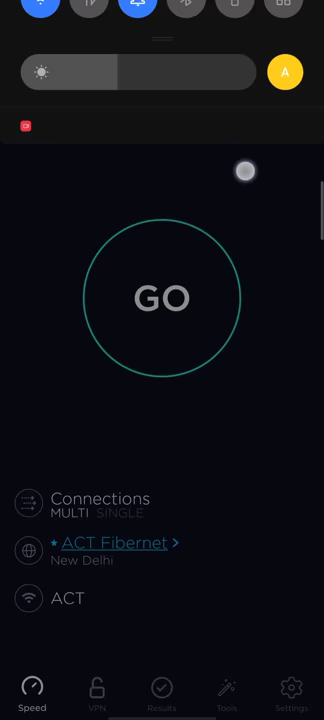 A
GO
Connections
MULTI SINGLE
* ACT Fibernet >
New Delhi
ACT
Speed VPN Results Tools Settings